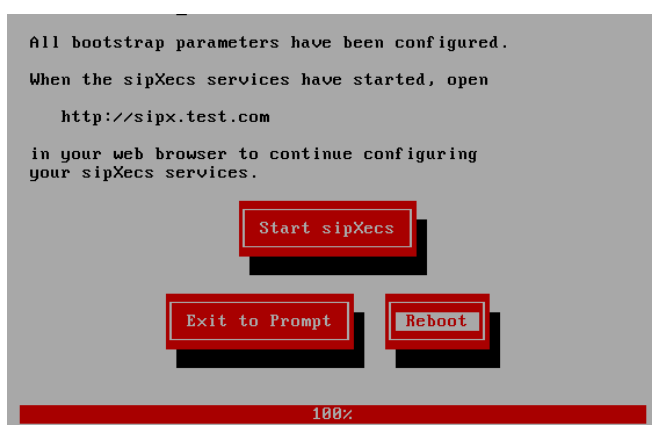 All bootstrap parameters have been configured.
When the sipXecs services have started, open
http://sipx.test.com
in your web browser to continue configuring
your sipXecs services.
Start sipXecs
Exit to Prompt
Reboot
100%